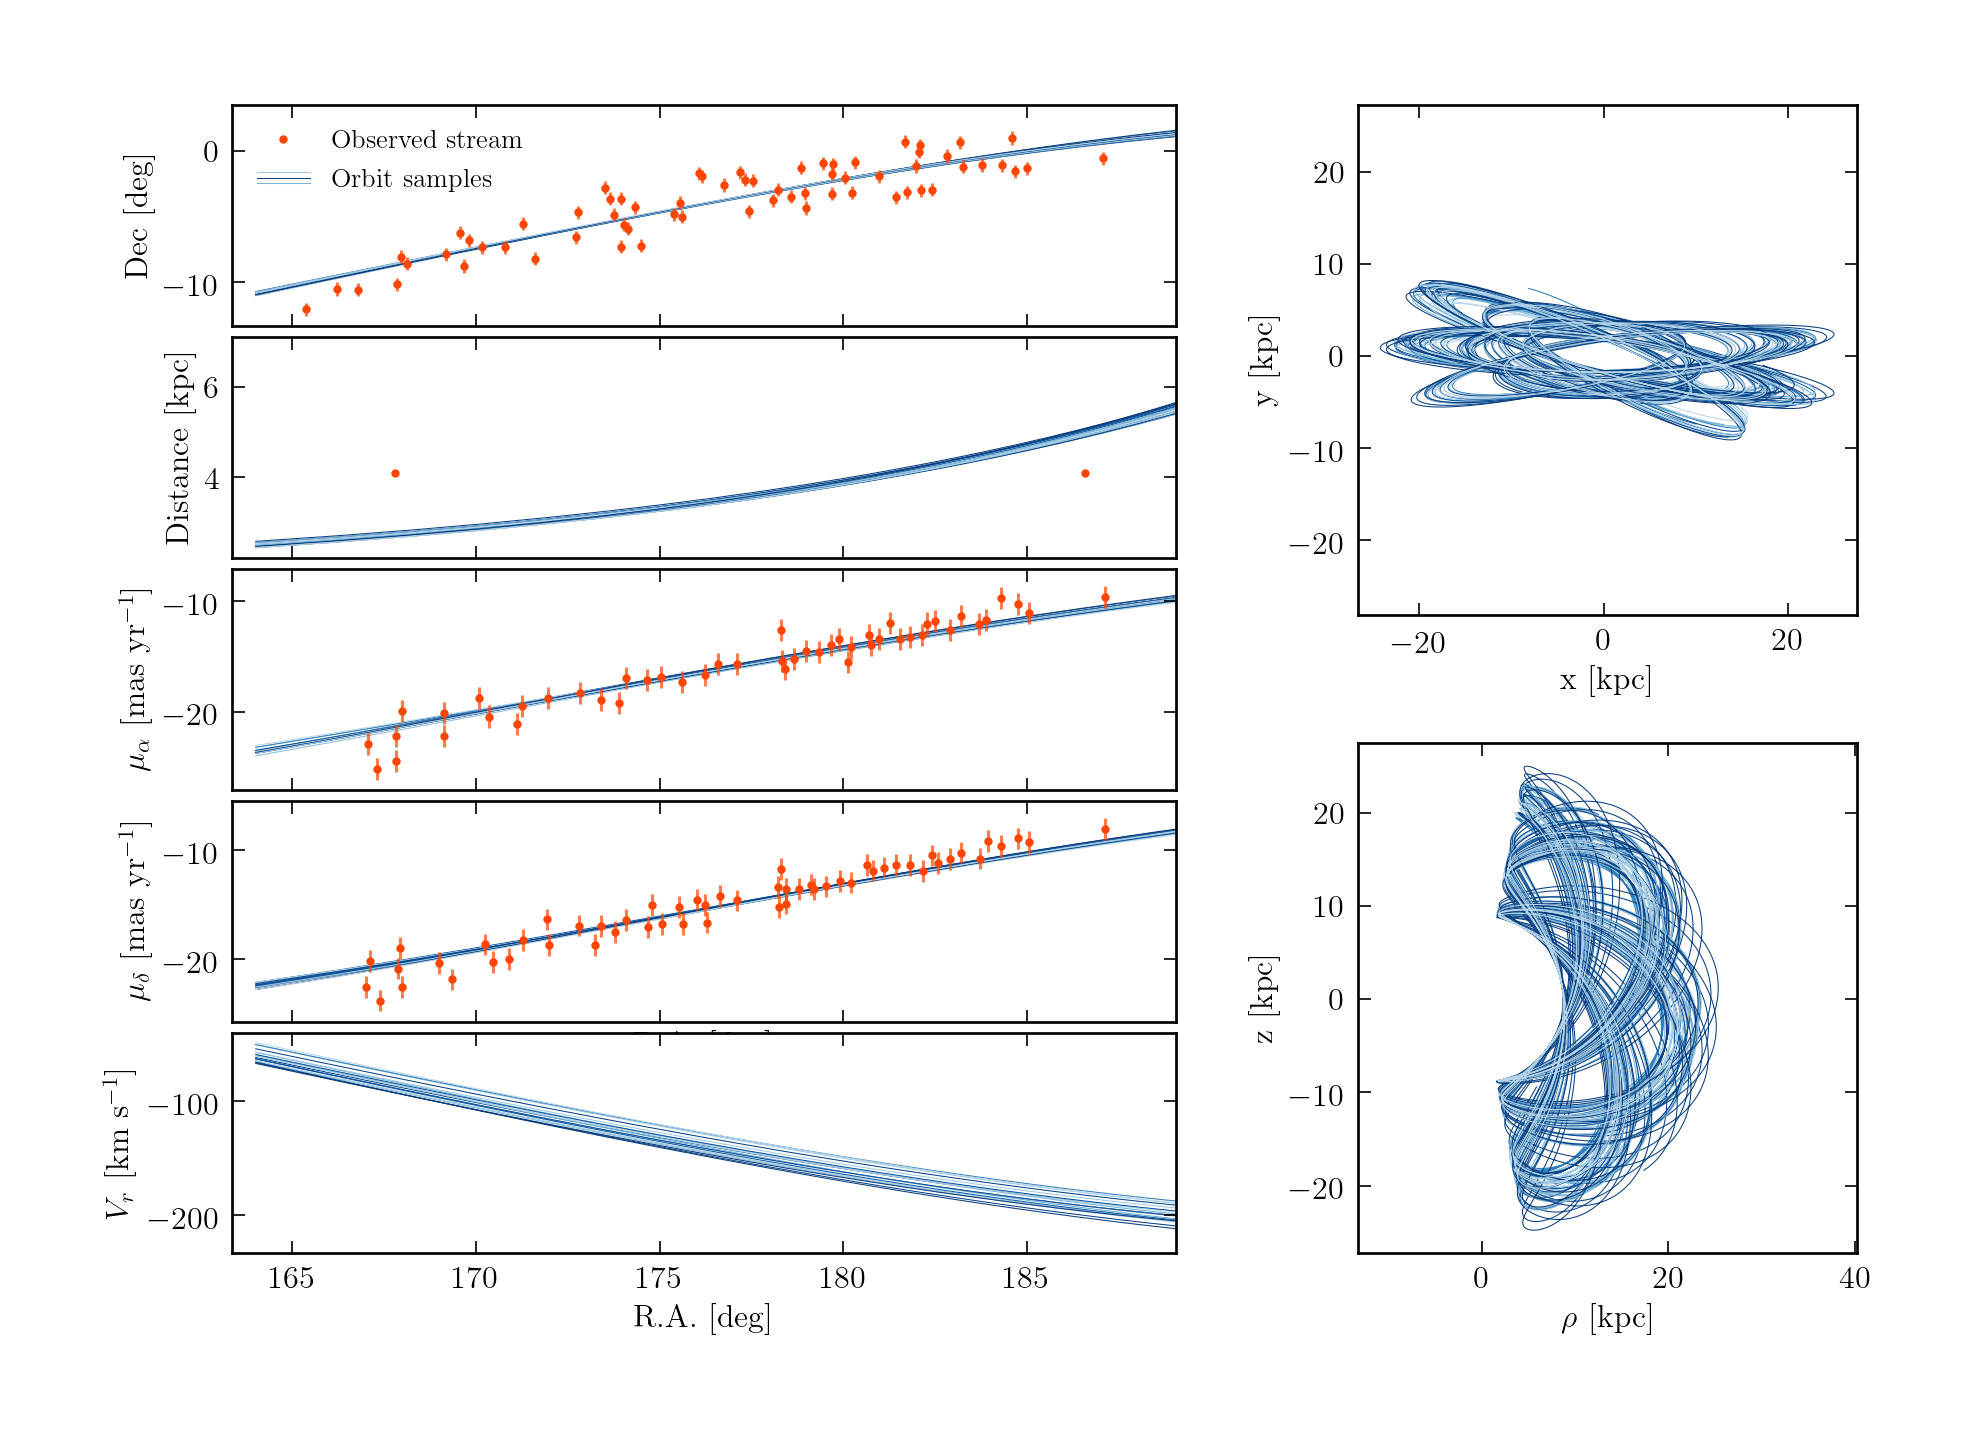 Observed stream
Orbit samples
Dec [deg]
0
−10
Distance [kpc]
6
4
μα [mas yr−1]
−10
−20
μδ [mas yr−1]
−10
−20
Vr [km s−1]
−100
−200
165 170 175 180 185
R.A. [deg]
y [kpc]
20
10
0
−10
−20
−20 0 20
x [kpc]
z [kpc]
20
10
0
−10
−20
0 20 40
ρ [kpc]